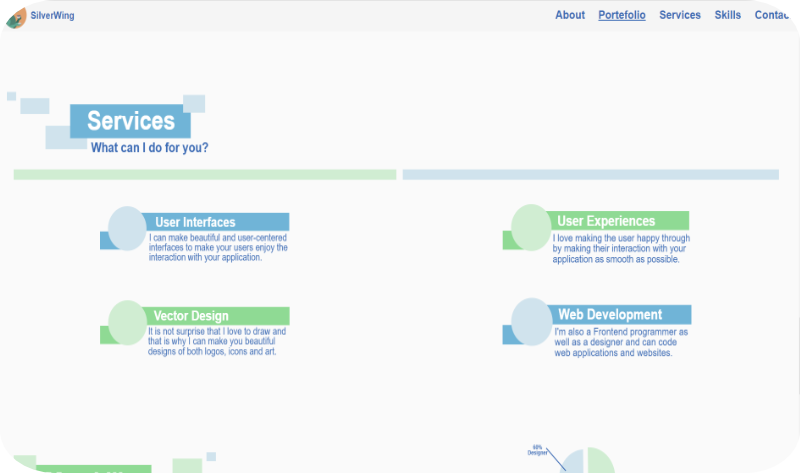 SilverWing
About Portefolio Services Skills
Services
What can I do for you?
User Interfaces
I can make beautiful and user-centered
interfaces to make your users enjoy the
interaction with your application.
User Experiences
I love making the user happy through
by making their interaction with your
application as smooth as possible.
Vector Design
It is not surprise that I love to draw and
that is why I can make you beautiful
designs of both logos, icons and art.
Web Development
I'm also a Frontend programmer as
well as a designer and can code
web applications and websites.
60%
Designer